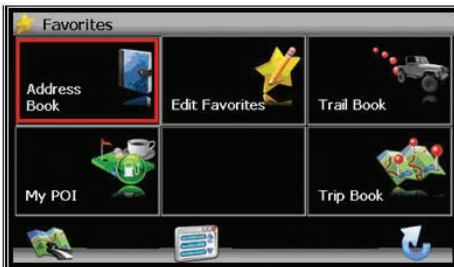 Favorites
Address
Book
Edit Favorites
Trail Book
My POI
Trip Book